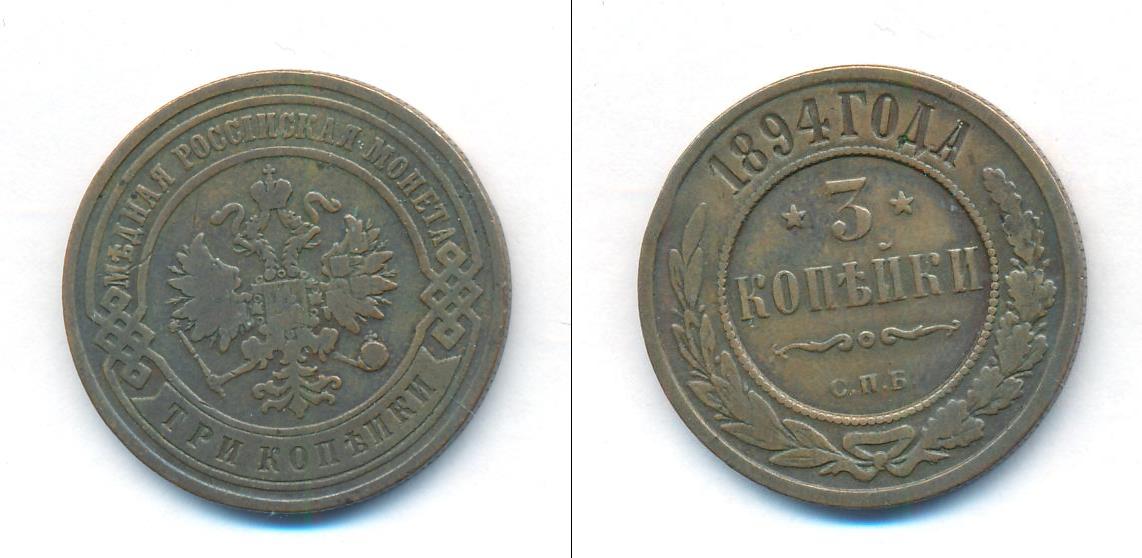 МѢДНАЯ РОССІЙСКАЯ МОНЕТА
ТРИ КОПѢЙКИ
1894 ГОДА
3
КОПѢЙКИ
С.П.Б.